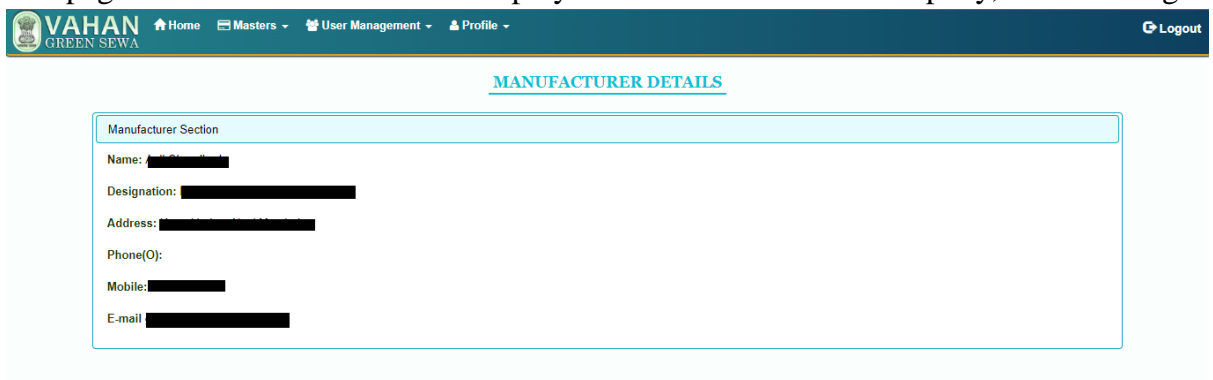 VAHAN
GREEN SEWA
Home Masters User Management Profile
Logout
MANUFACTURER DETAILS
Manufacturer Section
Name:
Designation:
Address:
Phone(O):
Mobile:
E-mail